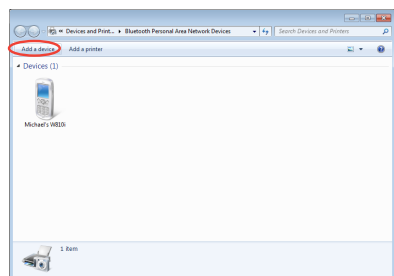 « Devices and Print... ▸ Bluetooth Personal Area Network Devices
Search Devices and Printers
Add a device Add a printer
Devices (1)
Michael's W810i
1 item